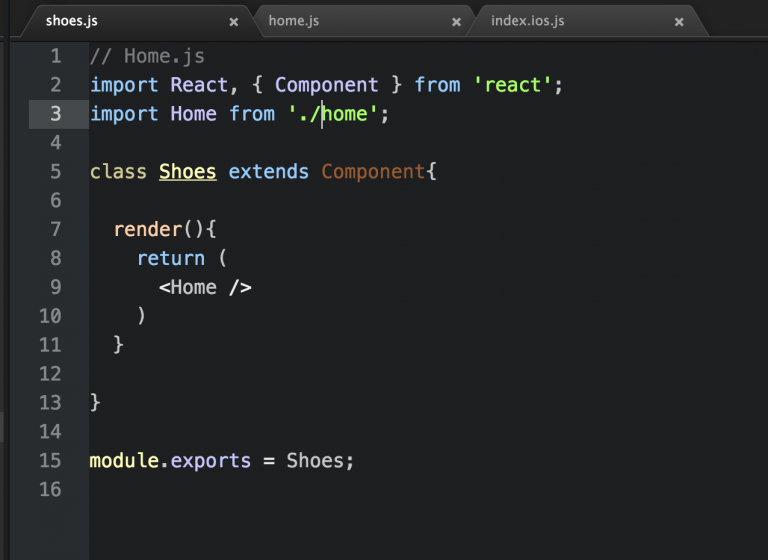 shoes.js × home.js × index.ios.js ×
1 // Home.js
2 import React, { Component } from 'react';
3 import Home from './home';
4
5 class Shoes extends Component{
6
7   render(){
8     return (
9       <Home />
10     )
11   }
12
13 }
14
15 module.exports = Shoes;
16